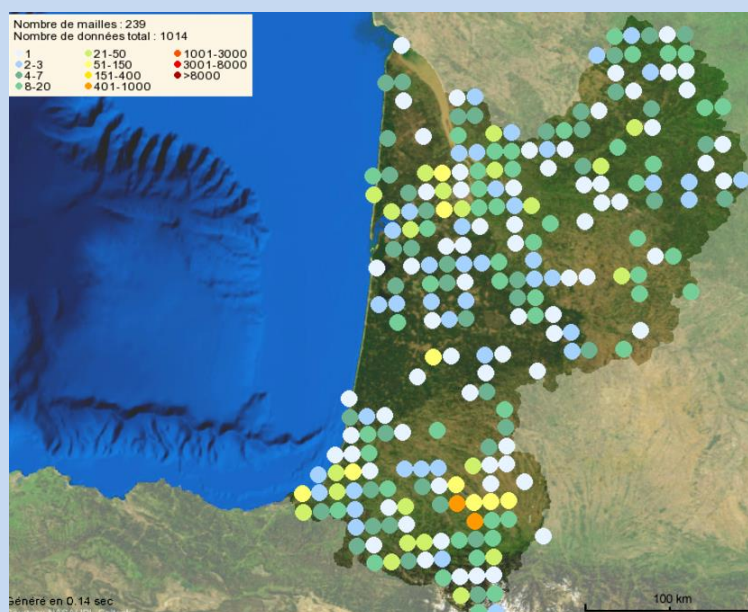 Nombre de mailles : 239
Nombre de données total : 1014
1 21-50 1001-3000
2-3 51-150 3001-8000
4-7 151-400 >8000
8-20 401-1000
Généré en 0.14 sec
100 km